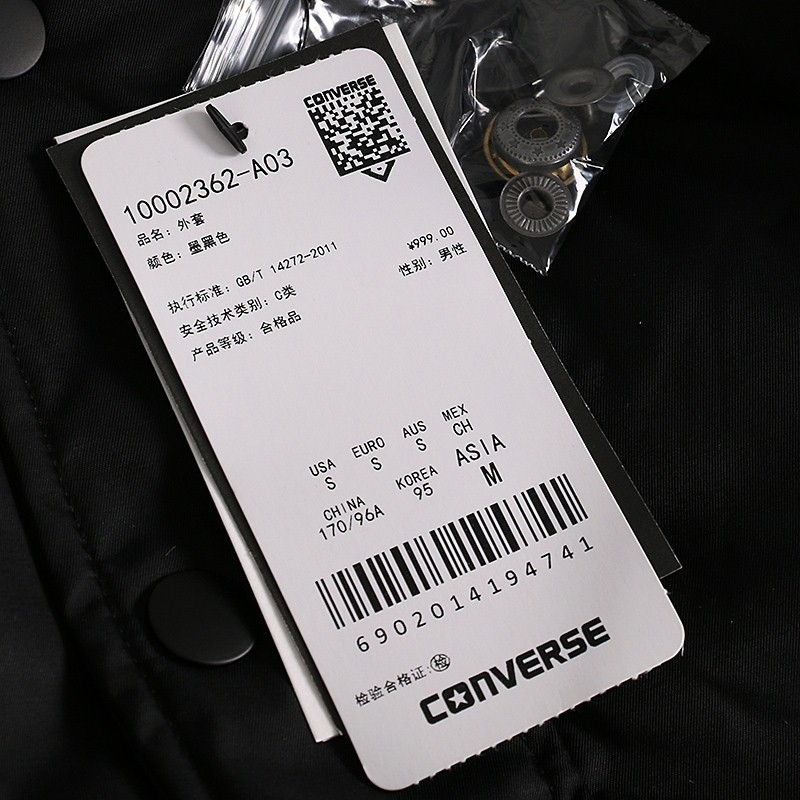 CONVERSE
10002362-A03
品名：外套
颜色：墨黑色
¥999.00
执行标准：GB/T 14272-2011
性别：男性
安全技术类别：C类
产品等级：合格品
USA EURO AUS MEX
S S S CH
CHINA KOREA ASIA
170/96A 95 M
6902014194741
检验合格证：检
CONVERSE